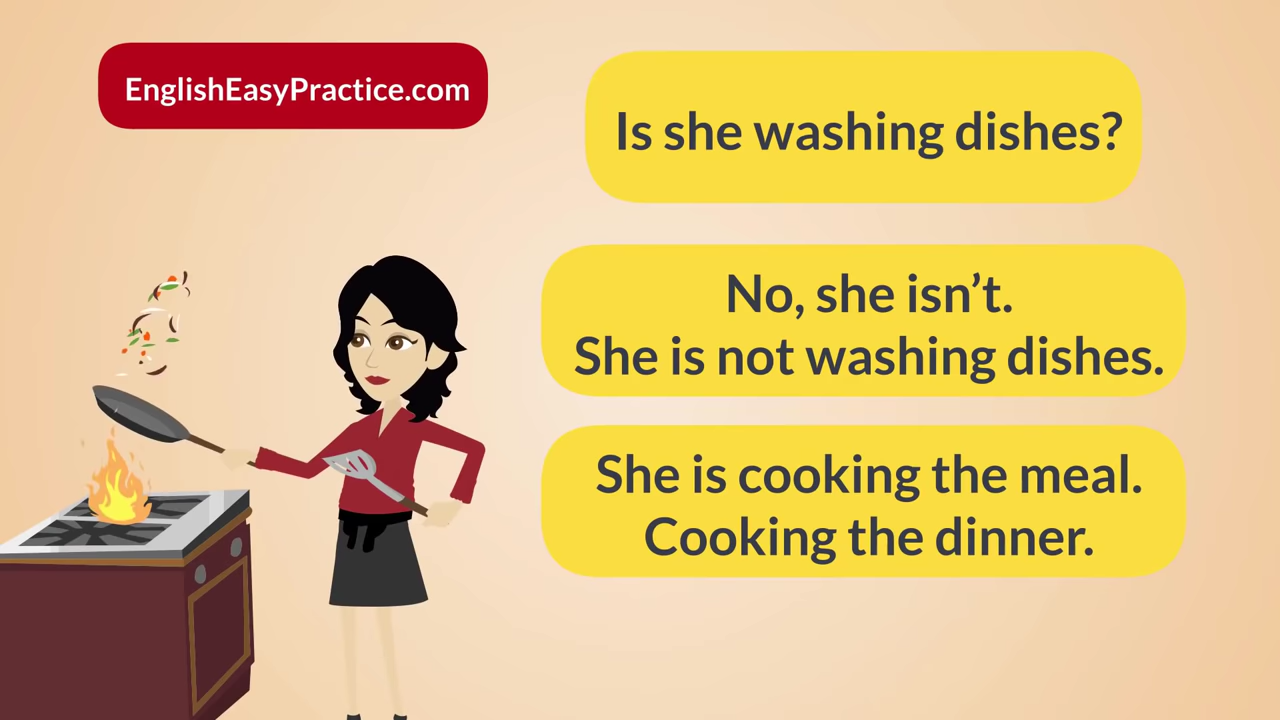 EnglishEasyPractice.com
Is she washing dishes?
No, she isn’t.
She is not washing dishes.
She is cooking the meal.
Cooking the dinner.